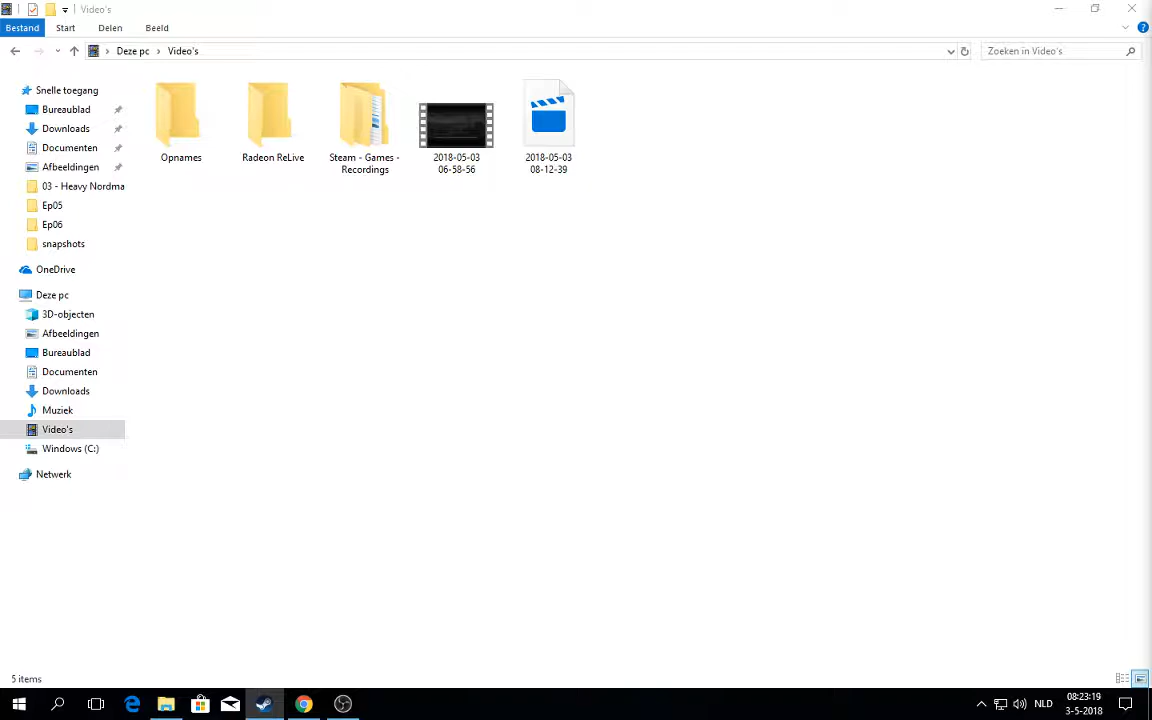 Video's
Bestand
Start
Delen
Beeld
Deze pc
Video's
Zoeken in Video's
Snelle toegang
Bureaublad
Downloads
Documenten
Afbeeldingen
03 - Heavy Nordma
Ep05
Ep06
snapshots
OneDrive
Deze pc
3D-objecten
Afbeeldingen
Bureaublad
Documenten
Downloads
Muziek
Video's
Windows (C:)
Netwerk
Opnames
Radeon ReLive
Steam - Games -
Recordings
2018-05-03
06-58-56
2018-05-03
08-12-39
5 items
NLD
08:23:19
3-5-2018